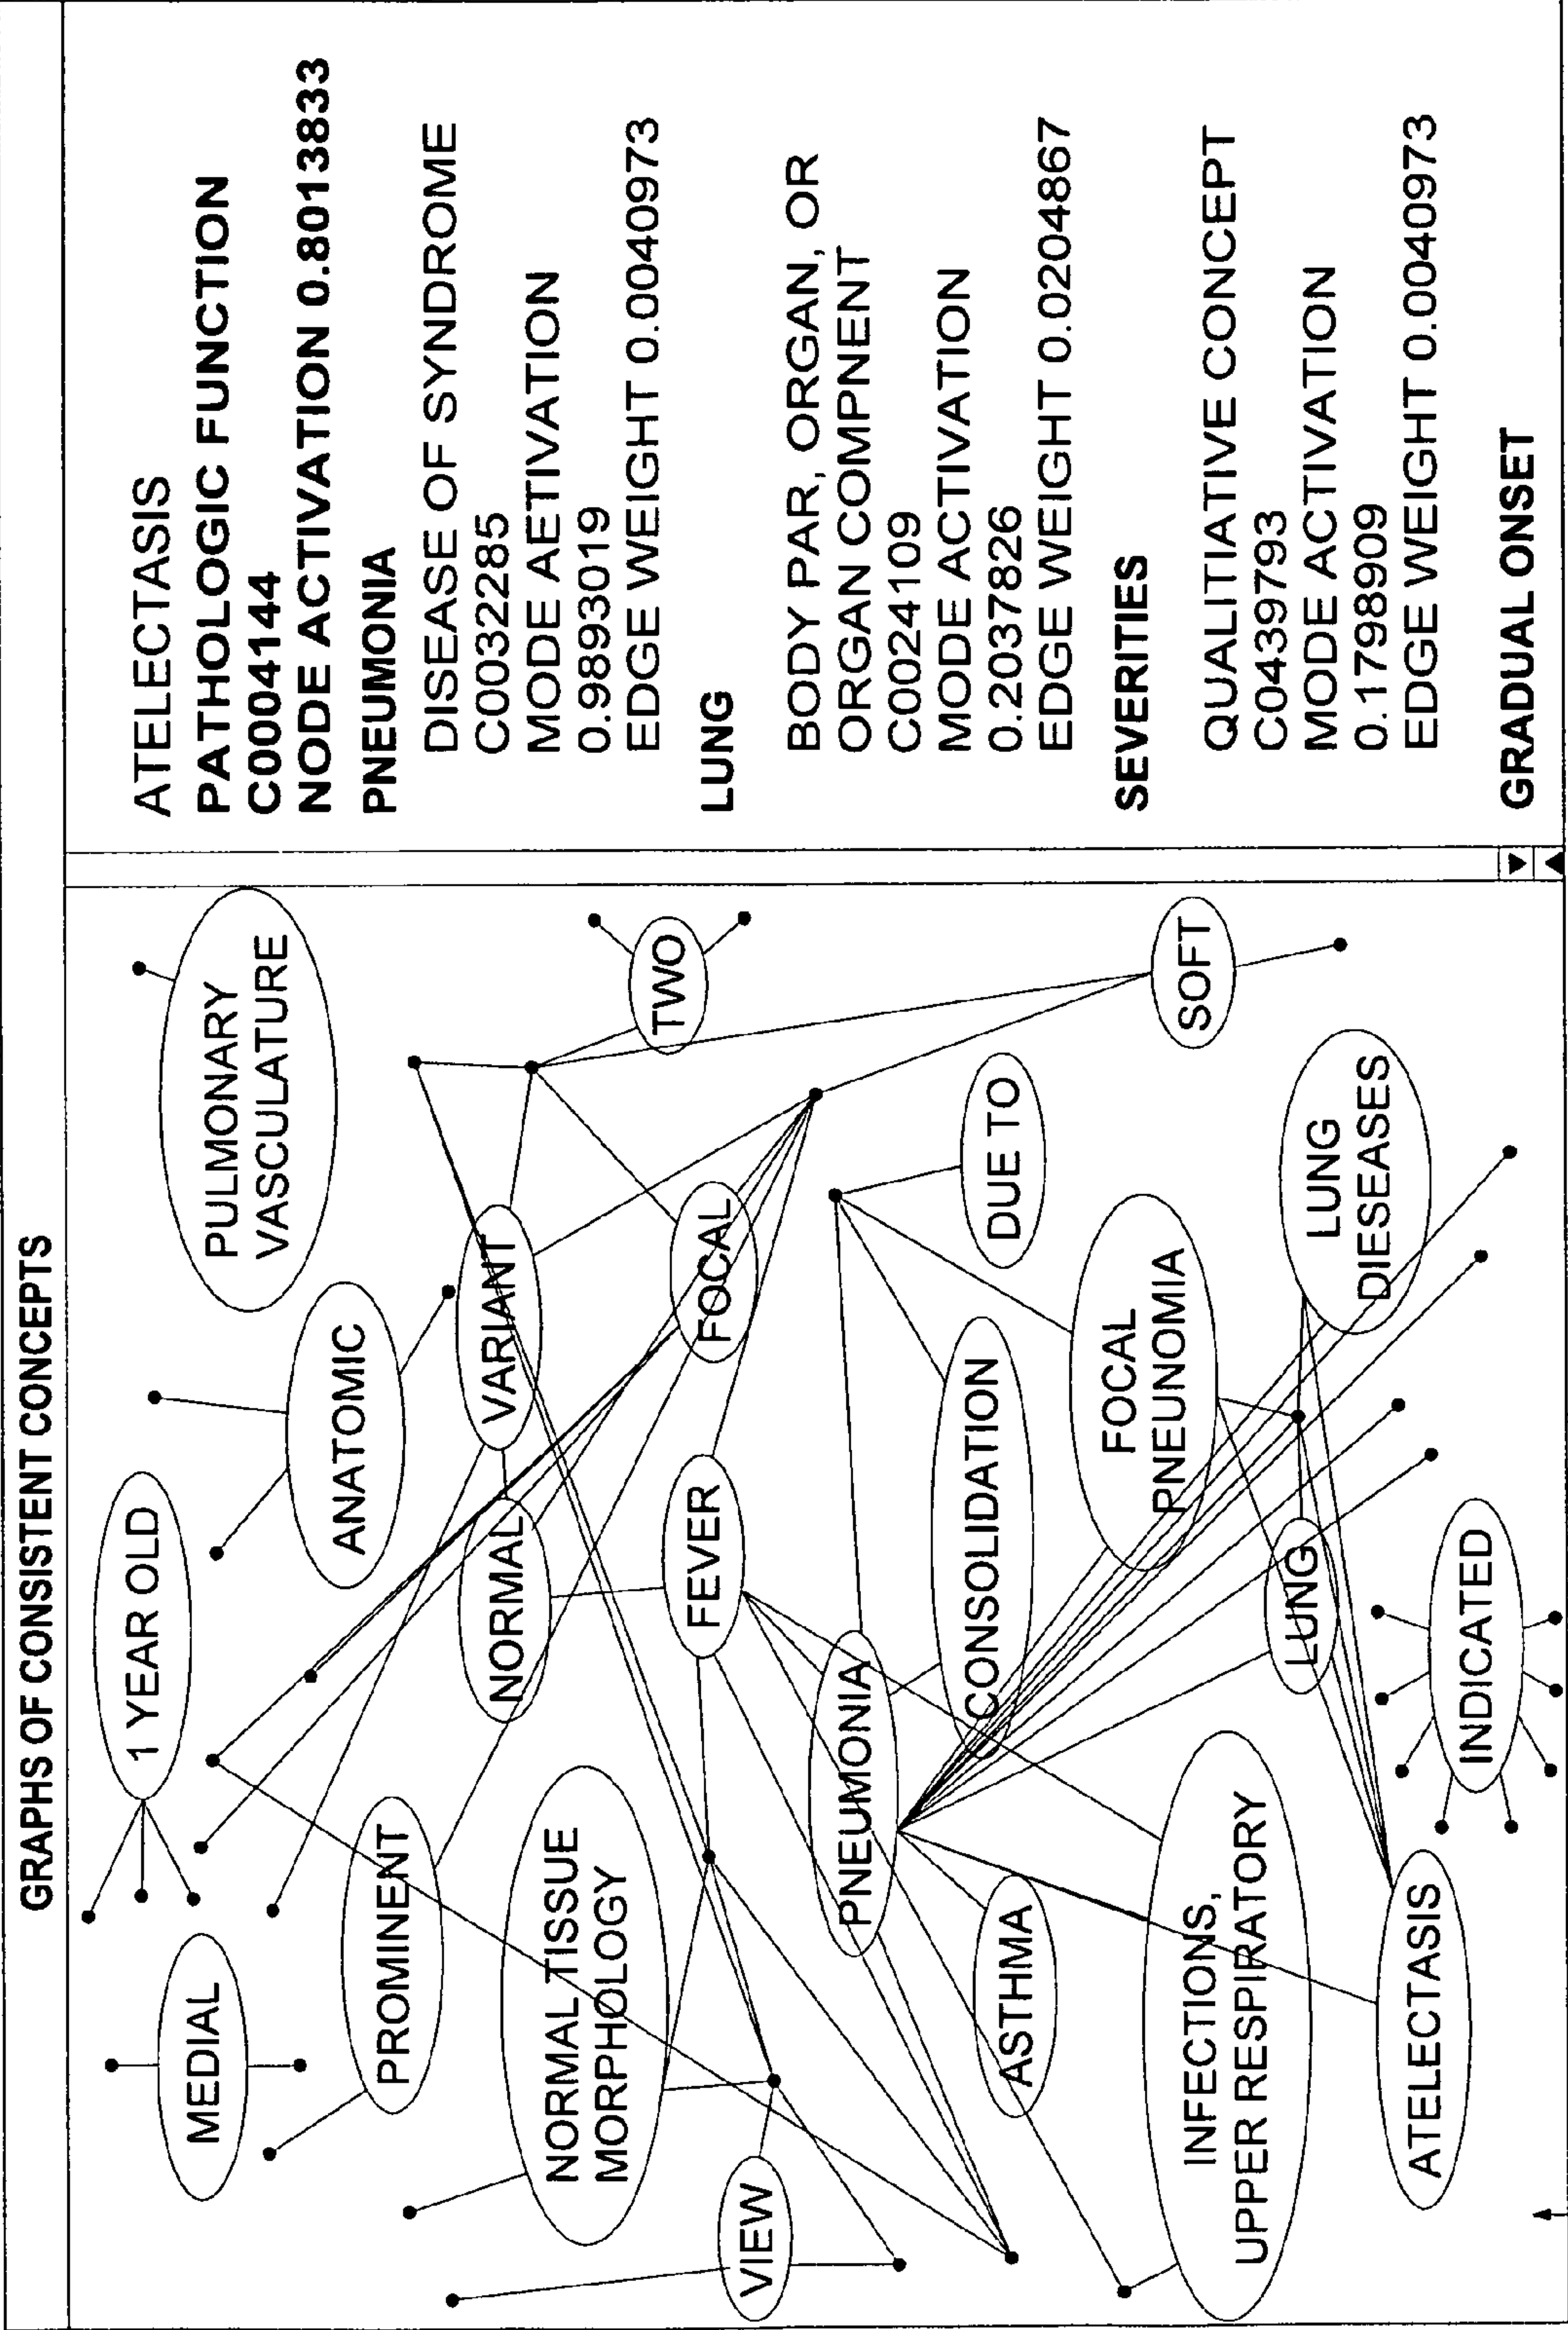 GRAPHS OF CONSISTENT CONCEPTS
MEDIAL
1 YEAR OLD
PULMONARY
VASCULATURE
ANATOMIC
PROMINENT
NORMAL
VARIANT
NORMAL TISSUE
MORPHOLOGY
TWO
FEVER
FOCAL
VIEW
PNEUMONIA
CONSOLIDATION
DUE TO
ASTHMA
FOCAL
PNEUNOMIA
SOFT
INFECTIONS,
UPPER RESPIRATORY
LUNG
LUNG
DIESEASES
ATELECTASIS
INDICATED
ATELECTASIS
PATHOLOGIC FUNCTION
C0004144
NODE ACTIVATION 0.8013833
PNEUMONIA
DISEASE OF SYNDROME
C0032285
MODE AETIVATION
0.9893019
EDGE WEIGHT 0.0040973
LUNG
BODY PAR, ORGAN, OR
ORGAN COMPNENT
C0024109
MODE ACTIVATION
0.2037826
EDGE WEIGHT 0.0204867
SEVERITIES
QUALITIATIVE CONCEPT
C0439793
MODE ACTIVATION
0.1798909
EDGE WEIGHT 0.0040973
GRADUAL ONSET